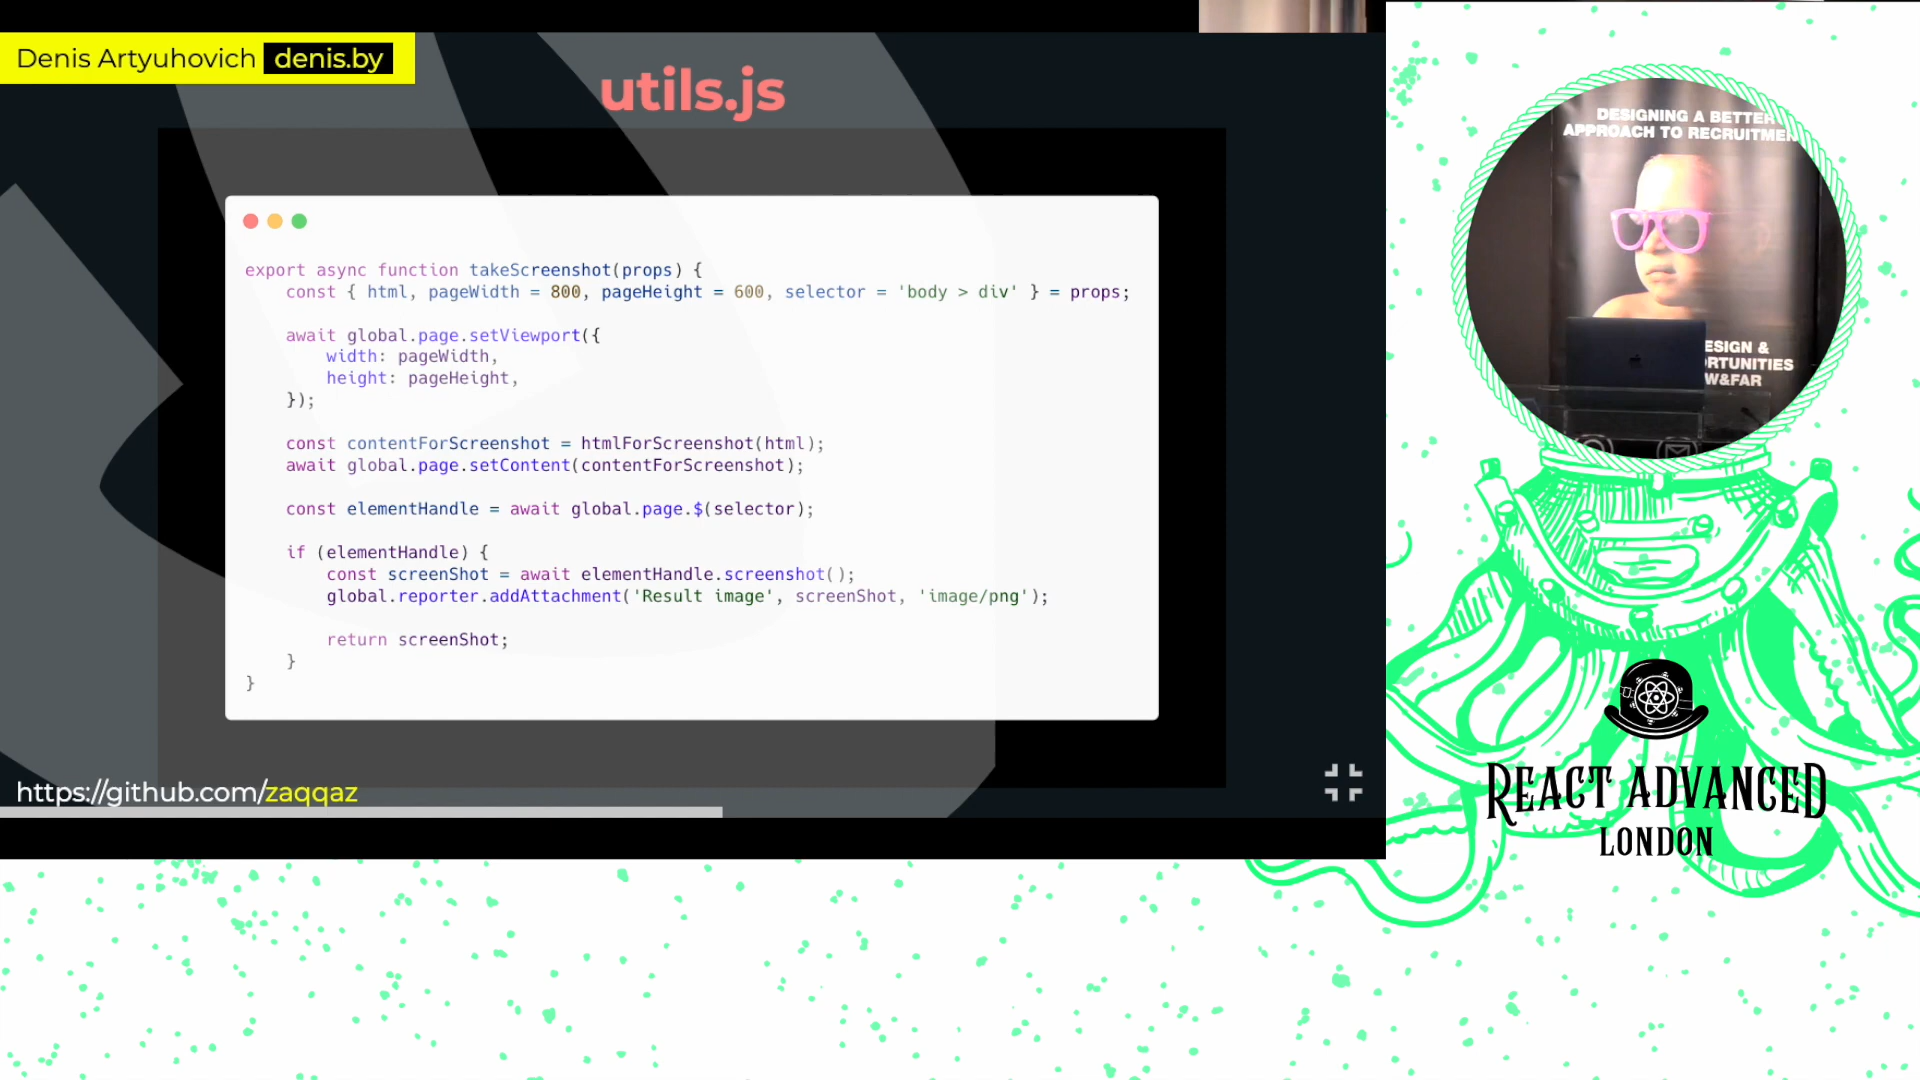 Denis Artyuhovich denis.by
utils.js
export async function takeScreenshot(props) {
    const { html, pageWidth = 800, pageHeight = 600, selector = 'body > div' } = props;
    await global.page.setViewport({
        width: pageWidth,
        height: pageHeight,
    });
    const contentForScreenshot = htmlForScreenshot(html);
    await global.page.setContent(contentForScreenshot);
    const elementHandle = await global.page.$(selector);
    if (elementHandle) {
        const screenShot = await elementHandle.screenshot();
        global.reporter.addAttachment('Result image', screenShot, 'image/png');
        return screenShot;
    }
}
https://github.com/zaqqaz
DESIGNING A BETTER
APPROACH TO RECRUITMEN
ESIGN &
RTUNITIES
W&FAR
REACT ADVANCED
LONDON